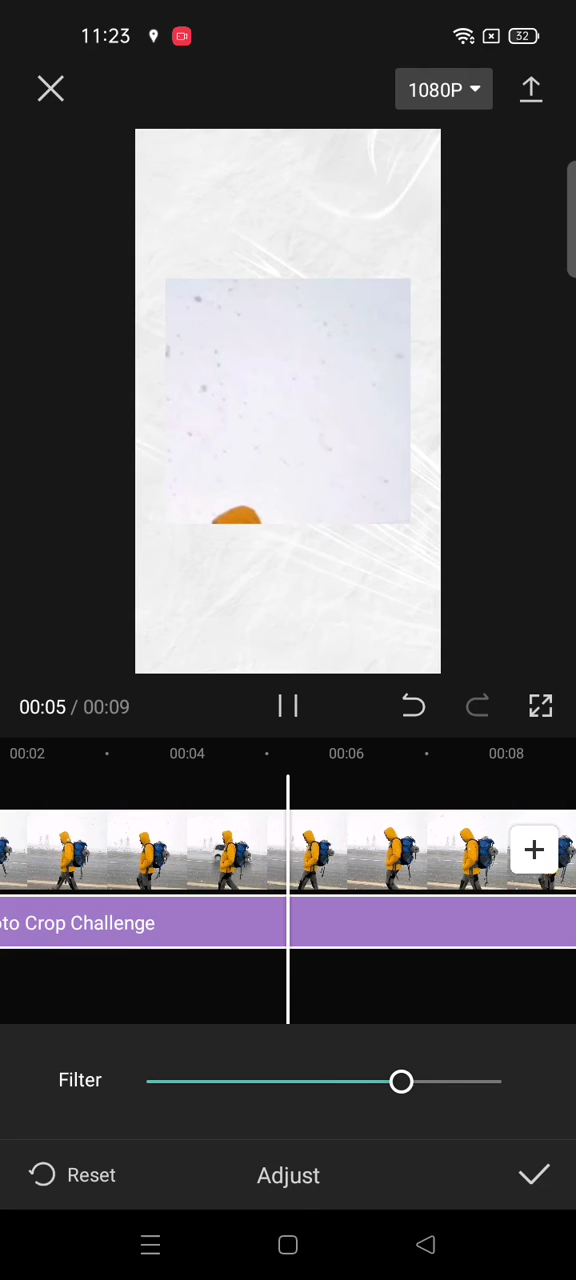 11:23 32
1080P
00:05 / 00:09
00:02 00:04 00:06 00:08
to Crop Challenge
Filter
Reset Adjust